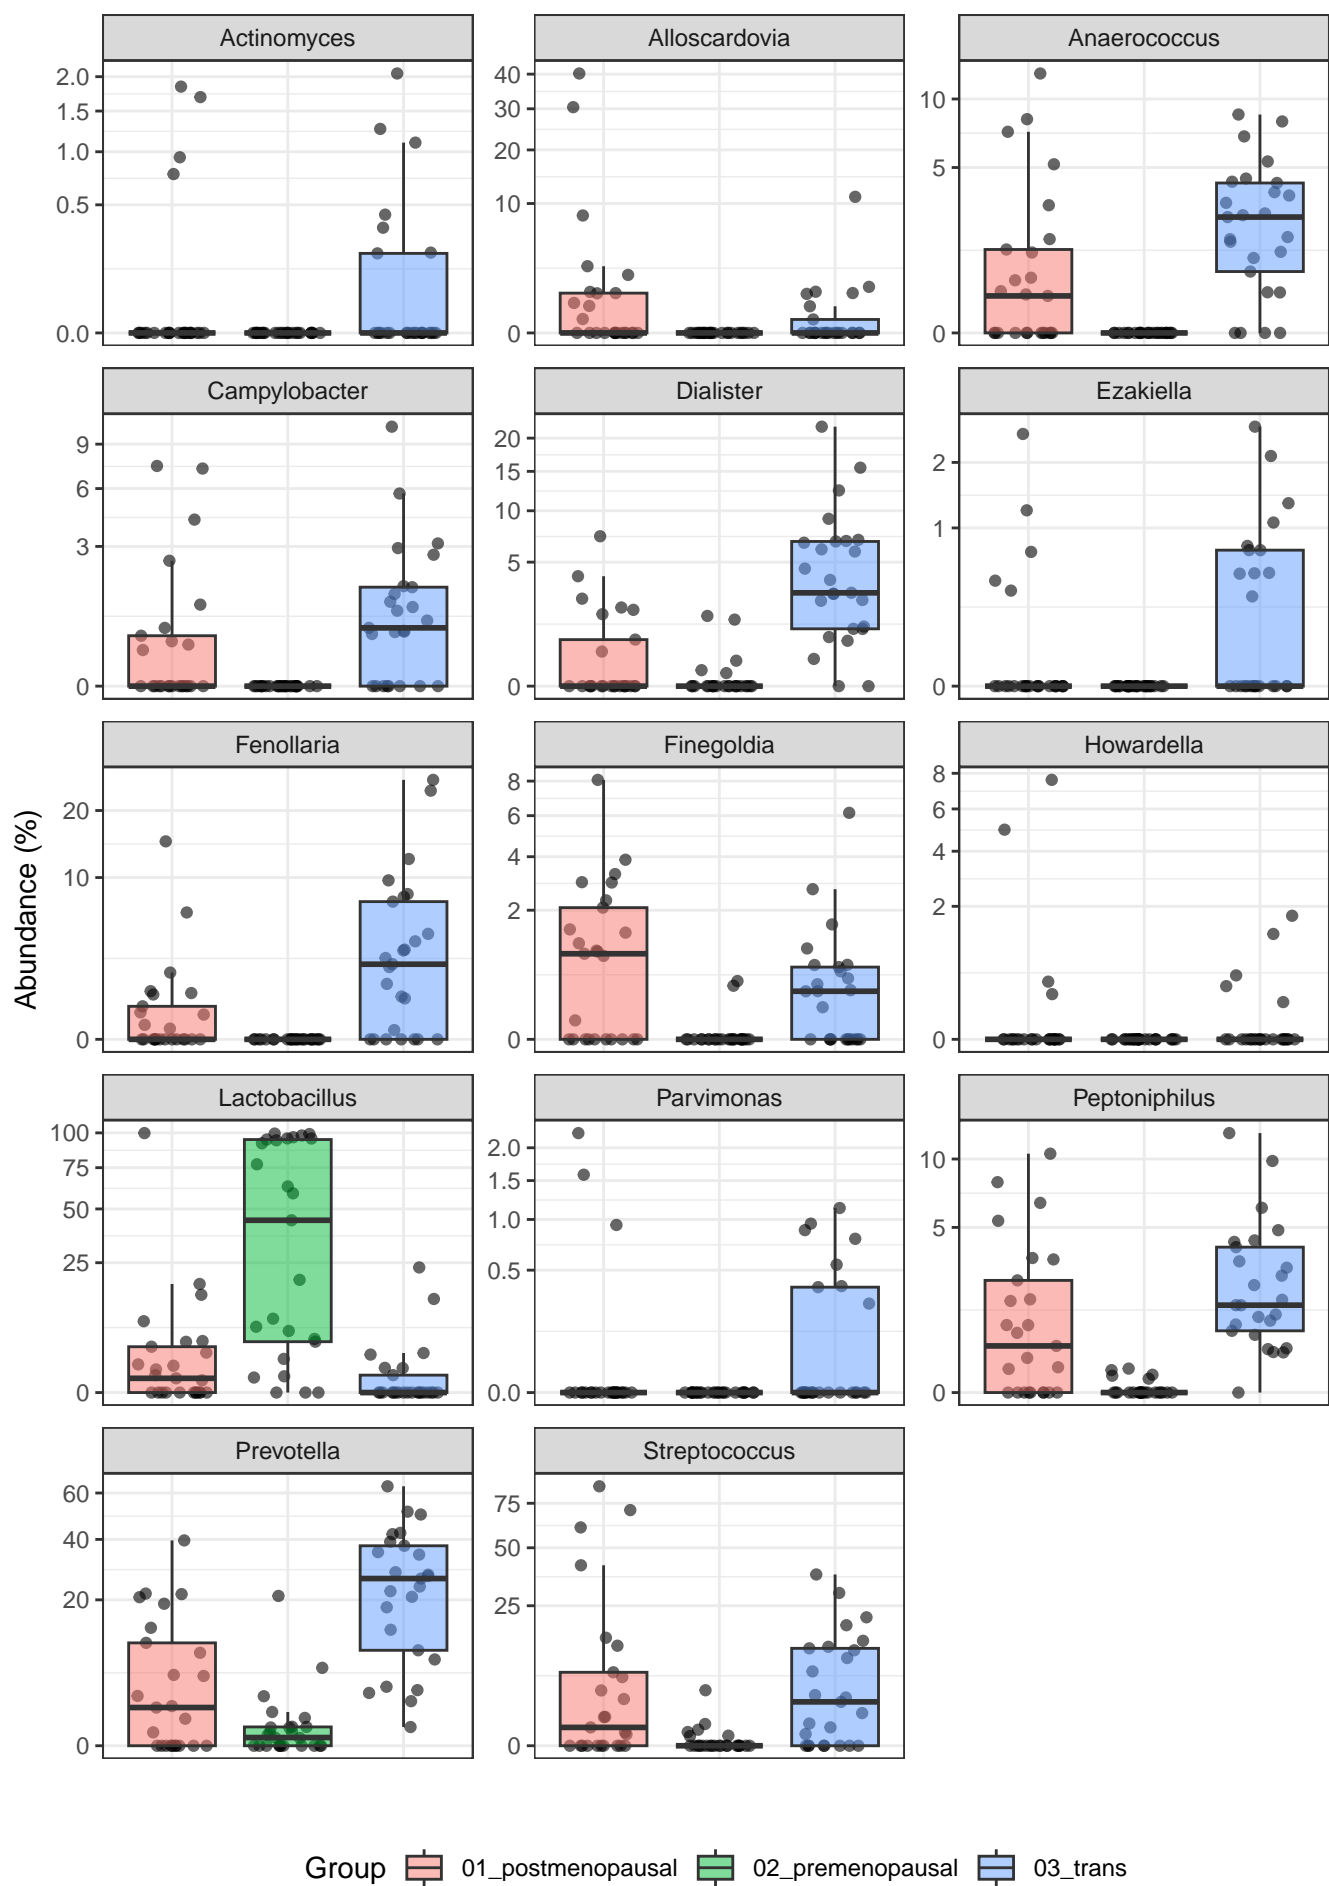 Actinomyces Alloscardovia Anaerococcus
2.0 1.5 1.0 0.5 0.0
40 30 20 10 0
10 5 0
Campylobacter Dialister Ezakiella
9 6 3 0
20 15 10 5 0
2 1 0
Fenollaria Finegoldia Howardella
20 10 0
8 6 4 2 0
8 6 4 2 0
Abundance (%)
Lactobacillus Parvimonas Peptoniphilus
100 75 50 25 0
2.0 1.5 1.0 0.5 0.0
10 5 0
Prevotella Streptococcus
60 40 20 0
75 50 25 0
Group 01_postmenopausal 02_premenopausal 03_trans